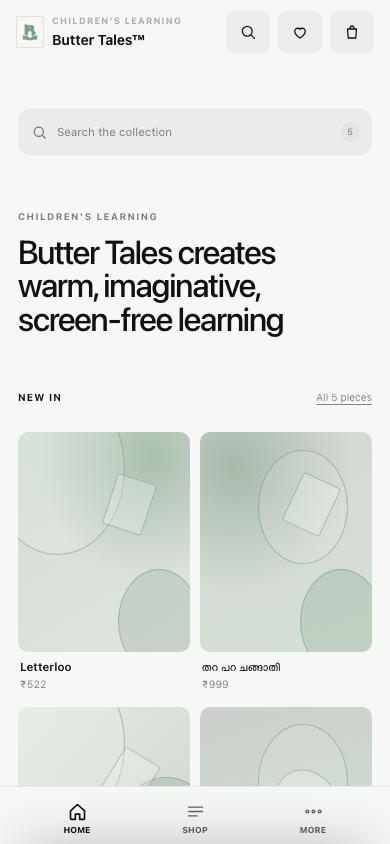 CHILDREN'S LEARNING
Butter Tales™
Search the collection
5
CHILDREN'S LEARNING
Butter Tales creates
warm, imaginative,
screen-free learning
NEW IN
All 5 pieces
Letterloo
തറ പറ ചങ്ങാതി
₹522
₹999
HOME
SHOP
MORE